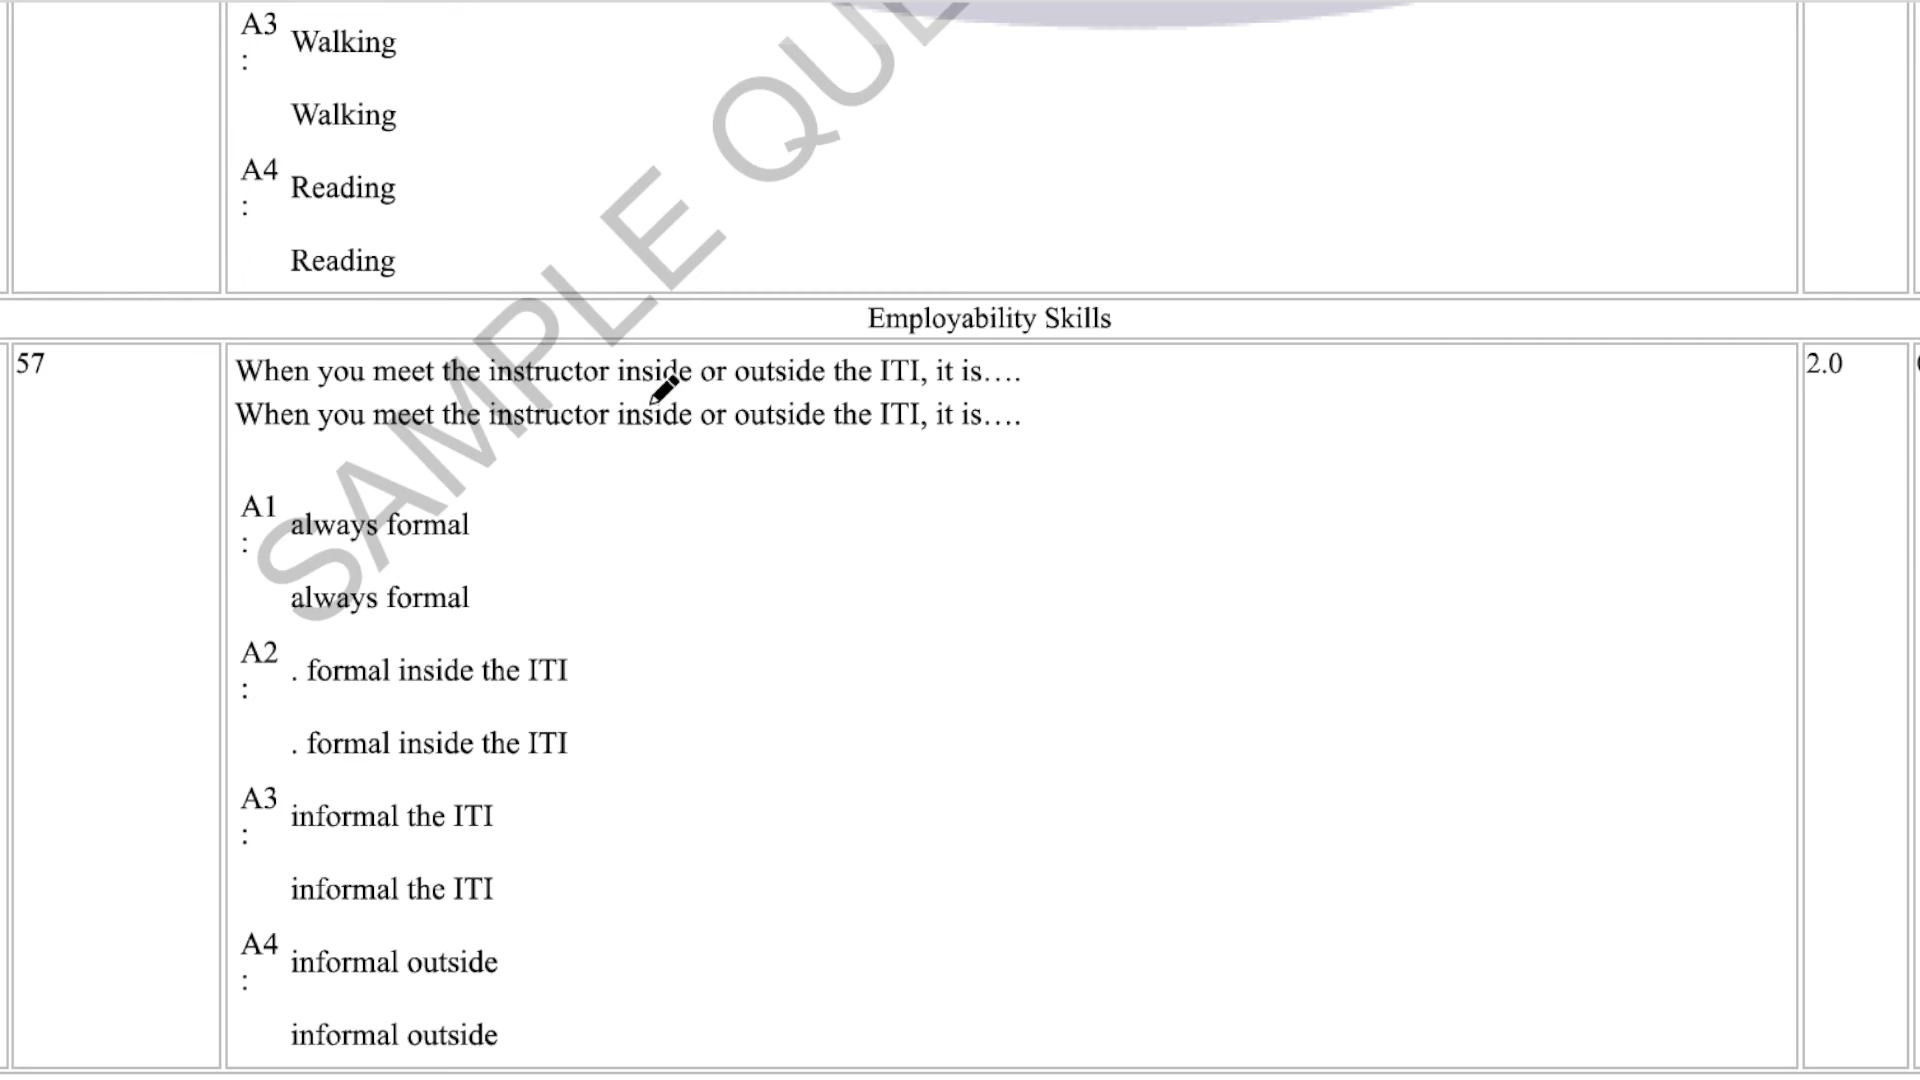 A3
: Walking
Walking
A4
: Reading
Reading
Employability Skills
57
When you meet the instructor inside or outside the ITI, it is….
When you meet the instructor inside or outside the ITI, it is….
2.0
A1
: always formal
always formal
A2
: . formal inside the ITI
. formal inside the ITI
A3
: informal the ITI
informal the ITI
A4
: informal outside
informal outside
SAMPLE